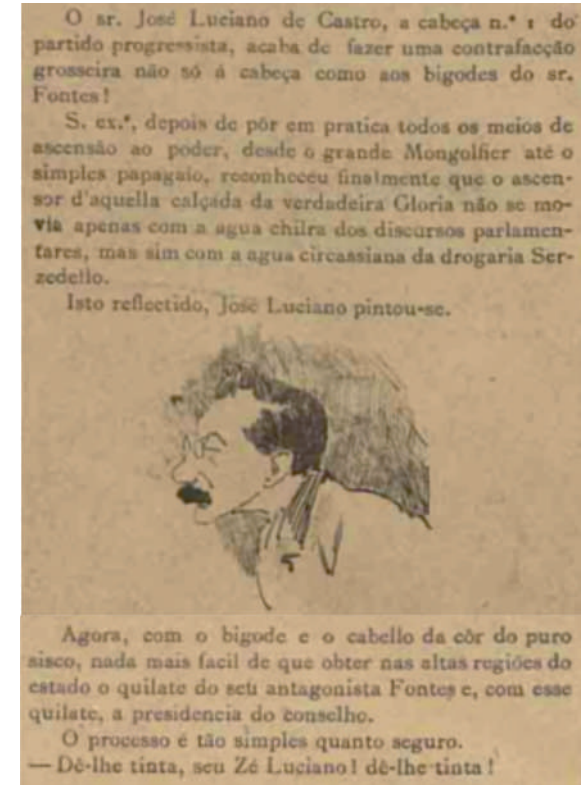 O sr. José Luciano de Castro, a cabeça n.º 1 do
partido progressista, acaba de fazer uma contrafacção
grosseira não só á cabeça como aos bigodes do sr.
Fontes!
S. ex.ª, depois de pôr em pratica todos os meios de
ascensão ao poder, desde o grande Mongolfier até o
simples papagaio, reconheceu finalmente que o ascen-
sor d'aquella calçada da verdadeira Gloria não se mo-
via apenas com a agua chilra dos discursos parlamen-
tares, mas sim com a agua circassiana da drogaria Ser-
zedello.
Isto reflectido, José Luciano pintou-se.
Agora, com o bigode e o cabello da côr do puro
sisco, nada mais facil de que obter nas altas regiões do
estado o quilate do seu antagonista Fontes e, com esse
quilate, a presidencia do conselho.
O processo é tão simples quanto seguro.
— Dê-lhe tinta, seu Zé Luciano! dê-lhe tinta!